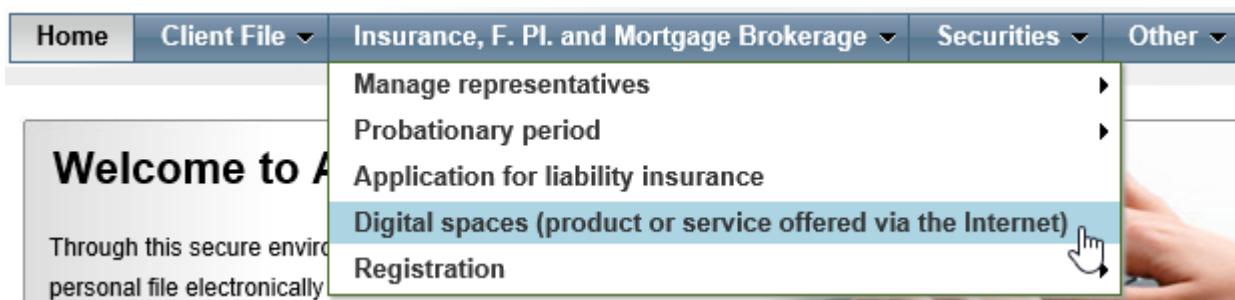 Home Client File Insurance, F. Pl. and Mortgage Brokerage Securities Other
Manage representatives
Probationary period
Application for liability insurance
Digital spaces (product or service offered via the Internet)
Registration
Welcome to
Through this secure
personal file electronically